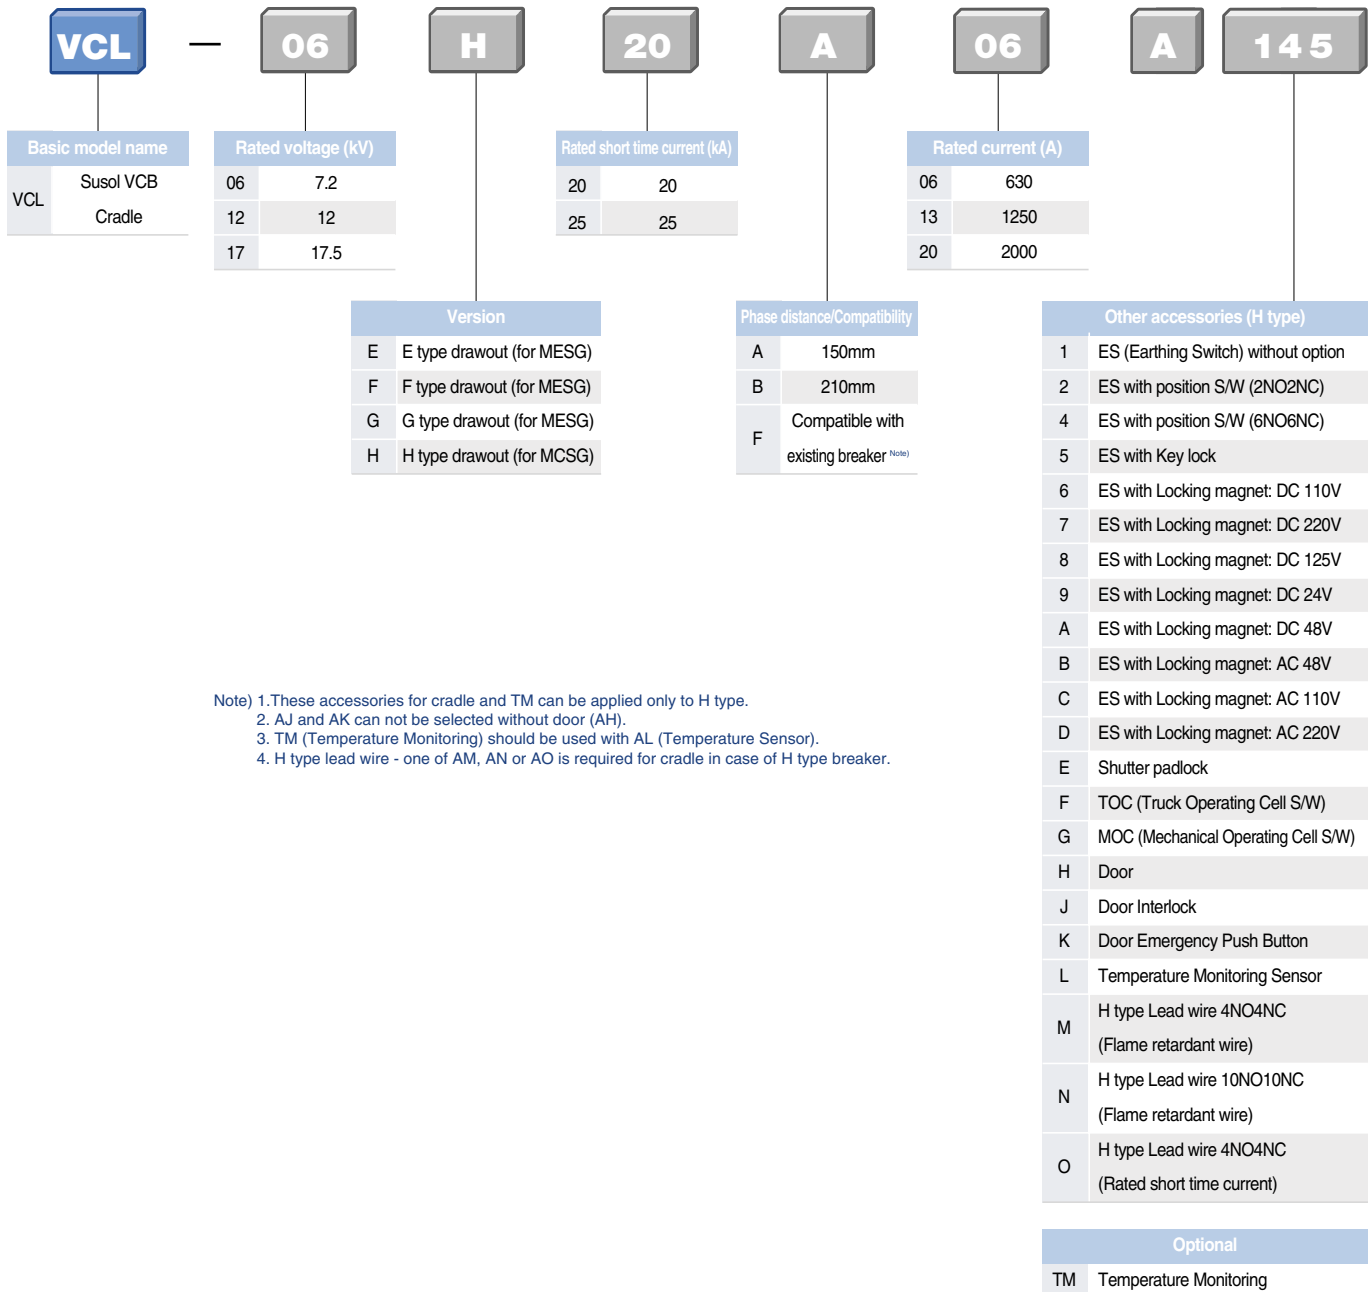 VCL — 06 H 20 A 06 A 145
Basic model name
VCL Susol VCB
Cradle
Rated voltage (kV)
06 7.2
12 12
17 17.5
Rated short time current (kA)
20 20
25 25
Rated current (A)
06 630
13 1250
20 2000
Version
E E type drawout (for MESG)
F F type drawout (for MESG)
G G type drawout (for MESG)
H H type drawout (for MCSG)
Phase distance/Compatibility
A 150mm
B 210mm
F Compatible with
existing breaker Note)
Other accessories (H type)
1 ES (Earthing Switch) without option
2 ES with position S/W (2NO2NC)
4 ES with position S/W (6NO6NC)
5 ES with Key lock
6 ES with Locking magnet: DC 110V
7 ES with Locking magnet: DC 220V
8 ES with Locking magnet: DC 125V
9 ES with Locking magnet: DC 24V
A ES with Locking magnet: DC 48V
B ES with Locking magnet: AC 48V
C ES with Locking magnet: AC 110V
D ES with Locking magnet: AC 220V
E Shutter padlock
F TOC (Truck Operating Cell S/W)
G MOC (Mechanical Operating Cell S/W)
H Door
J Door Interlock
K Door Emergency Push Button
L Temperature Monitoring Sensor
M H type Lead wire 4NO4NC
(Flame retardant wire)
N H type Lead wire 10NO10NC
(Flame retardant wire)
O H type Lead wire 4NO4NC
(Rated short time current)
Optional
TM Temperature Monitoring
Note) 1.These accessories for cradle and TM can be applied only to H type.
2. AJ and AK can not be selected without door (AH).
3. TM (Temperature Monitoring) should be used with AL (Temperature Sensor).
4. H type lead wire - one of AM, AN or AO is required for cradle in case of H type breaker.